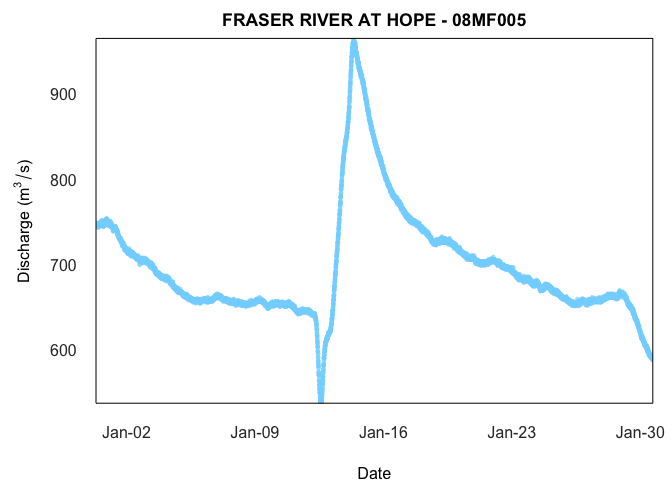 FRASER RIVER AT HOPE - 08MF005
900
800
700
600
Discharge (m³/s)
Jan-02 Jan-09 Jan-16 Jan-23 Jan-30
Date